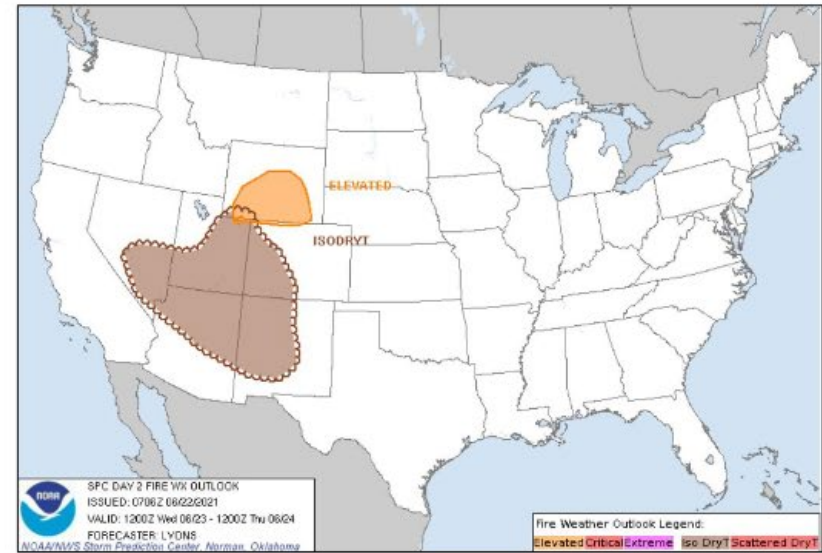 ELEVATED
ISODRYT
NOAA
SPC DAY 2 FIRE WX OUTLOOK
ISSUED: 0706Z 06/22/2021
VALID: 1200Z Wed 06/23 - 1200Z Thu 06/24
FORECASTER: LYONS
NOAA/NWS Storm Prediction Center, Norman, Oklahoma
Fire Weather Outlook Legend:
Elevated Critical Extreme Iso DryT Scattered DryT